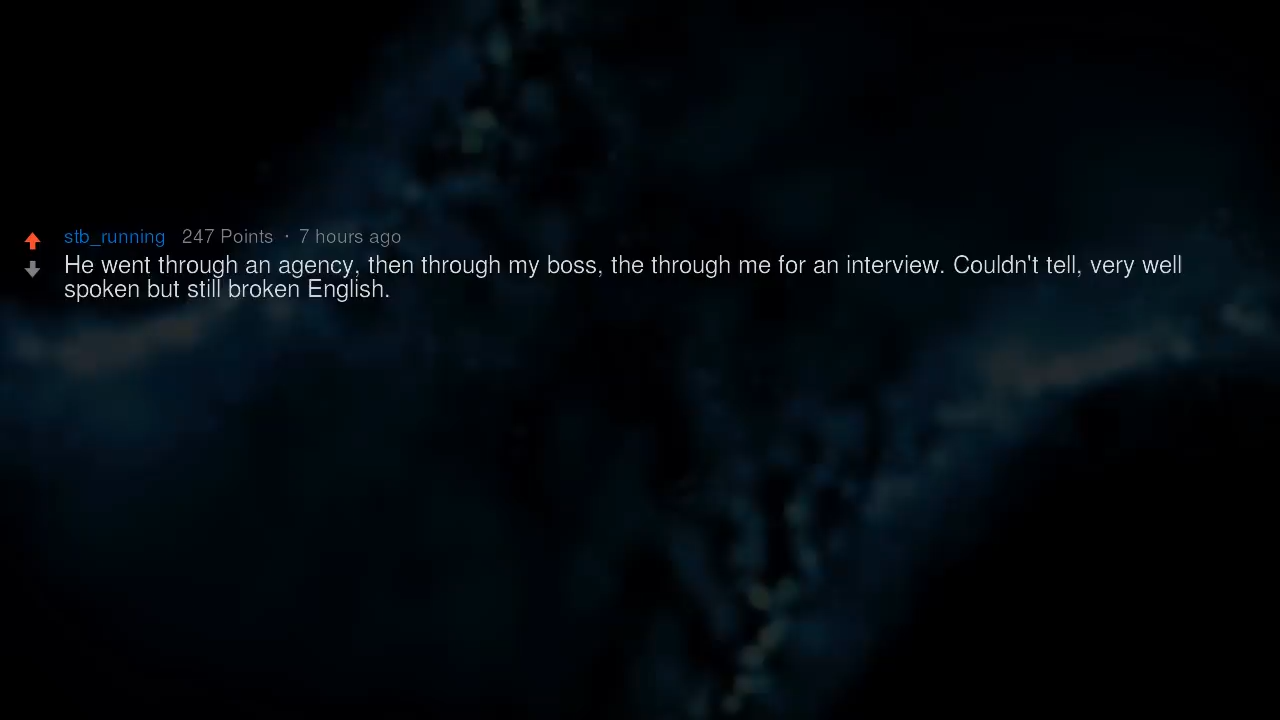 stb_running 247 Points · 7 hours ago
He went through an agency, then through my boss, the through me for an interview. Couldn't tell, very well
spoken but still broken English.